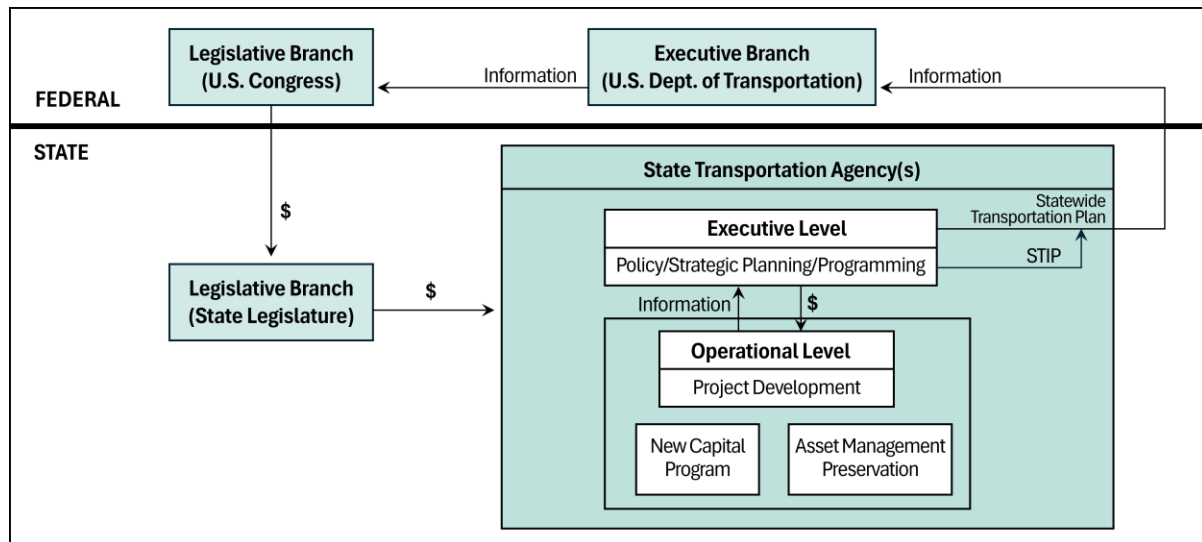 Legislative Branch
(U.S. Congress)
Information
Executive Branch
(U.S. Dept. of Transportation)
Information
FEDERAL
STATE
$
Legislative Branch
(State Legislature)
$
State Transportation Agency(s)
Executive Level
Policy/Strategic Planning/Programming
Statewide
Transportation Plan
STIP
Information
$
Operational Level
Project Development
New Capital
Program
Asset Management
Preservation